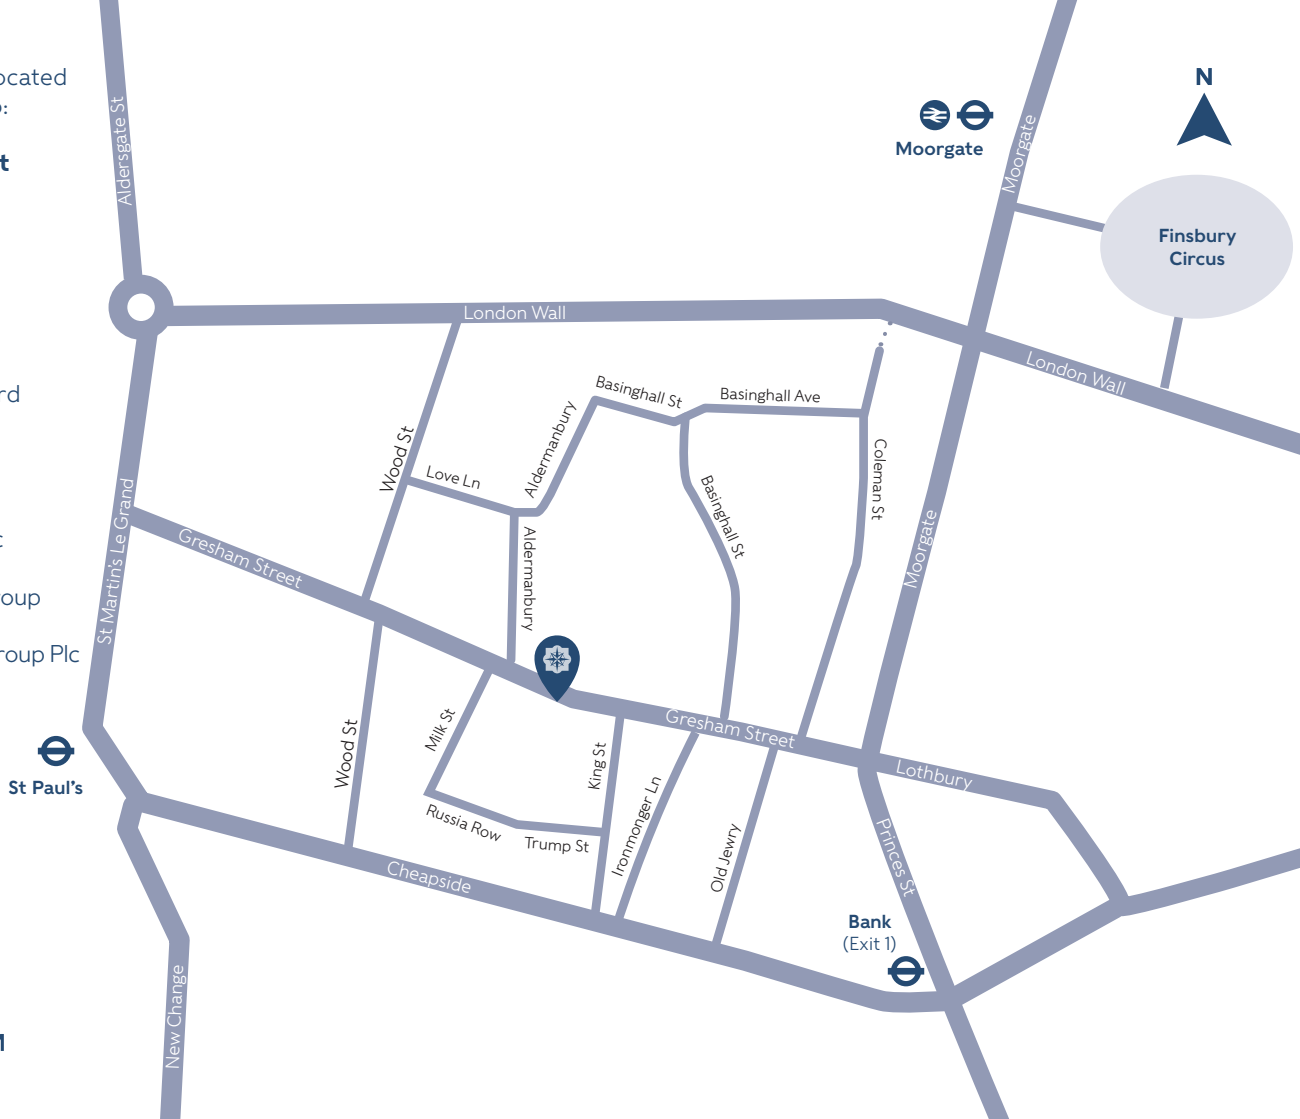 ocated
N
Aldersgate St
Moorgate
Moorgate
Finsbury
Circus
London Wall
London Wall
rd
Basinghall St
Basinghall Ave
Wood St
Love Ln
Aldermanbury
Coleman St
Basinghall St
St Martin's Le Grand
Gresham Street
Aldermanbury
Moorgate
oup
roup Plc
Gresham Street
Lothbury
St Paul's
Wood St
Milk St
King St
Ironmonger Ln
Russia Row
Trump St
Old Jewry
Princes St
Cheapside
Bank
(Exit 1)
New Change